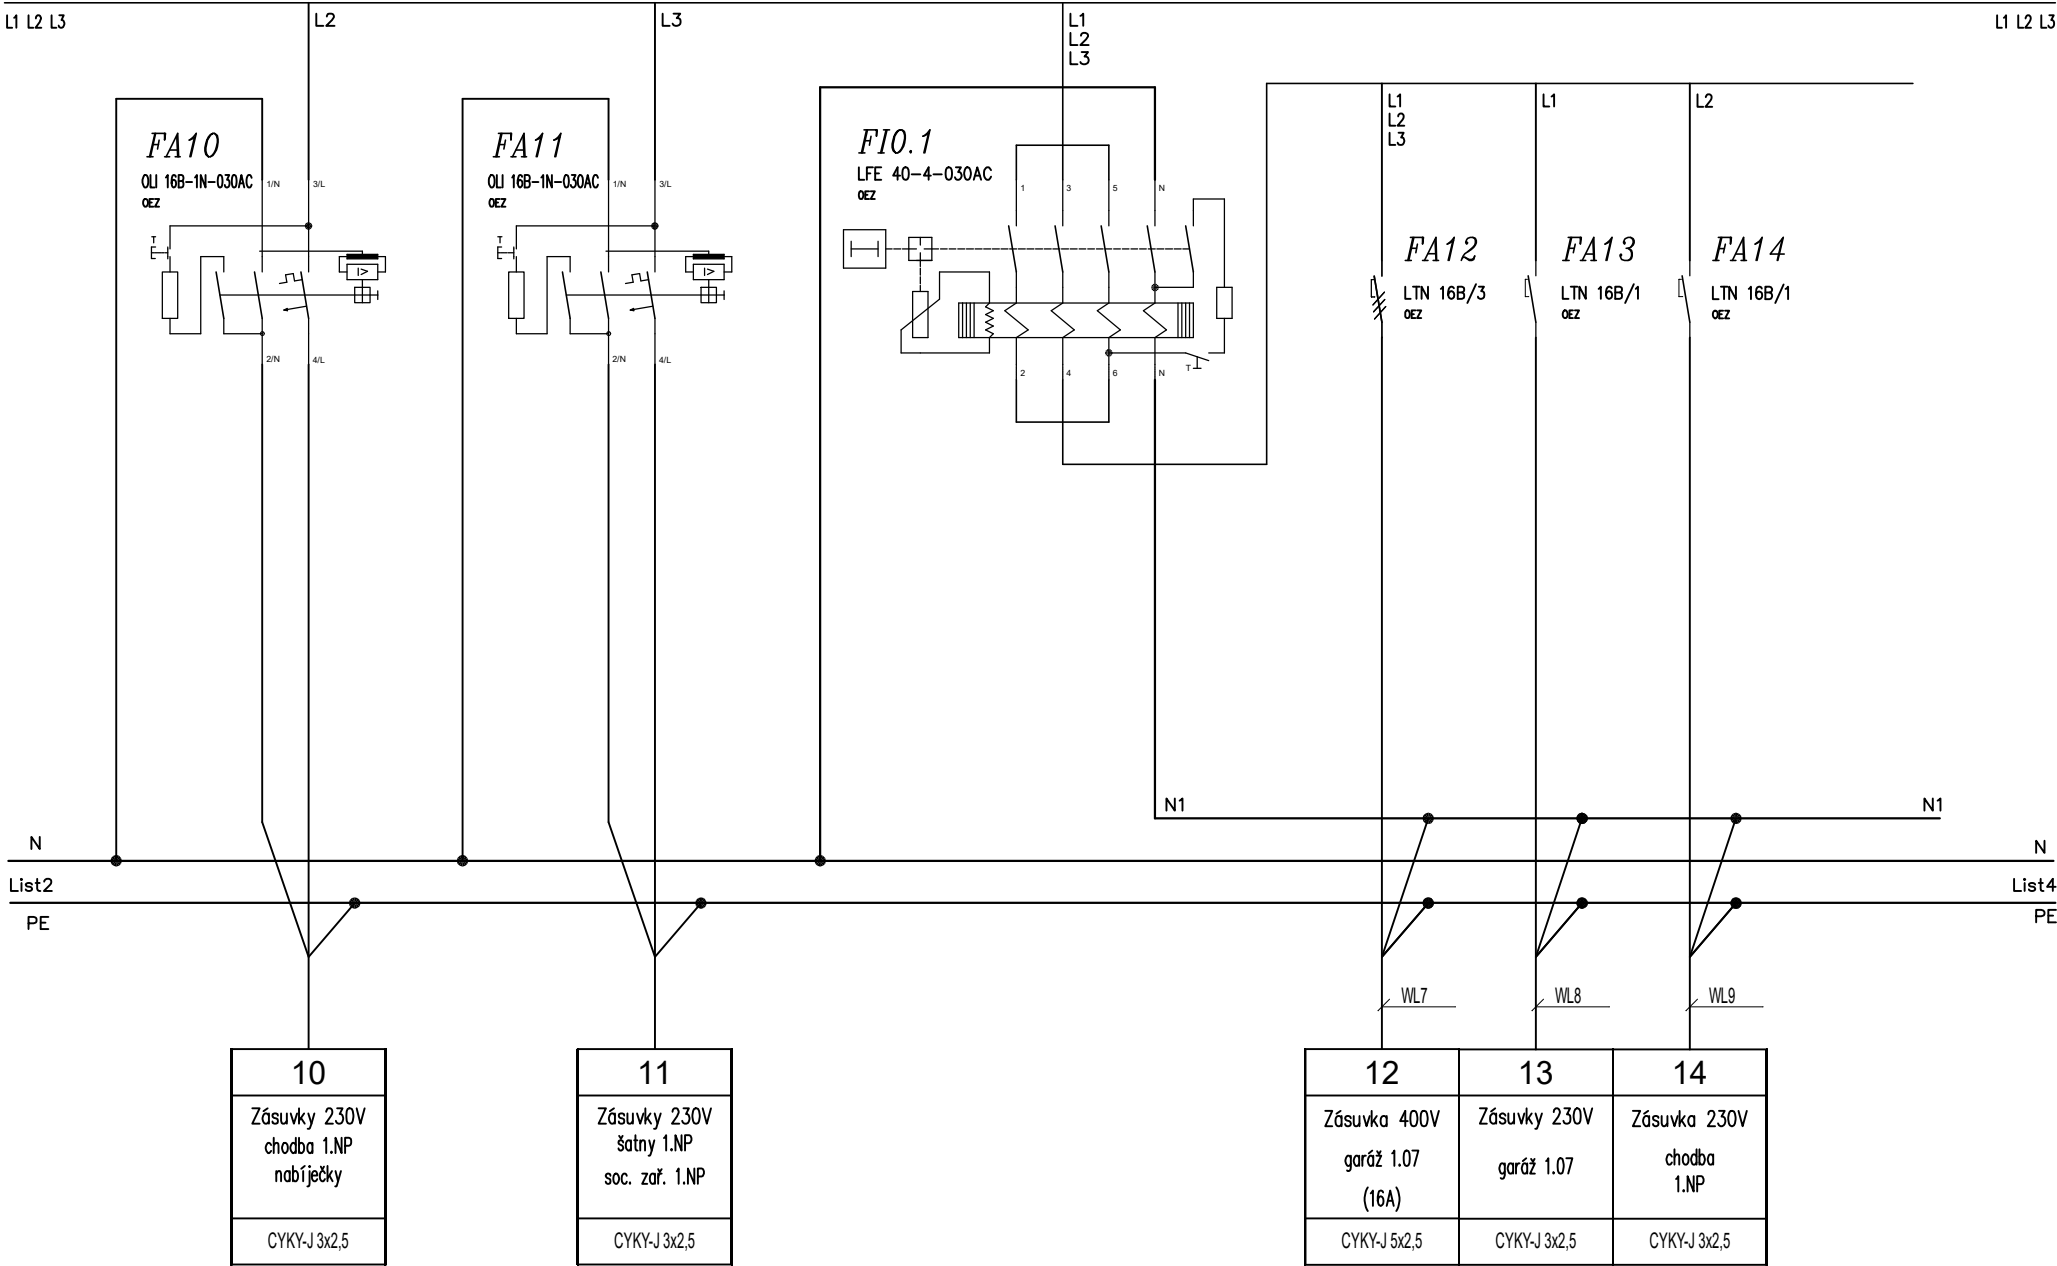 L1 L2 L3
L2
L3
L1
L2
L3
L1 L2 L3
L1
L2
L3
L1
L2
FA10
OLI 16B-1N-030AC
OEZ
1/N
3/L
T
I>
2/N
4/L
FA11
OLI 16B-1N-030AC
OEZ
1/N
3/L
T
I>
2/N
4/L
FI0.1
LFE 40-4-030AC
OEZ
1
3
5
N
2
4
6
N
T
FA12
LTN 16B/3
OEZ
FA13
LTN 16B/1
OEZ
FA14
LTN 16B/1
OEZ
N1
N1
N
N
List2
List4
PE
PE
WL7
WL8
WL9
10
Zásuvky 230V
chodba 1.NP
nabíječky
CYKY-J 3x2,5
11
Zásuvky 230V
šatny 1.NP
soc. zař. 1.NP
CYKY-J 3x2,5
12
Zásuvka 400V
garáž 1.07
(16A)
CYKY-J 5x2,5
13
Zásuvky 230V
garáž 1.07
CYKY-J 3x2,5
14
Zásuvka 230V
chodba
1.NP
CYKY-J 3x2,5